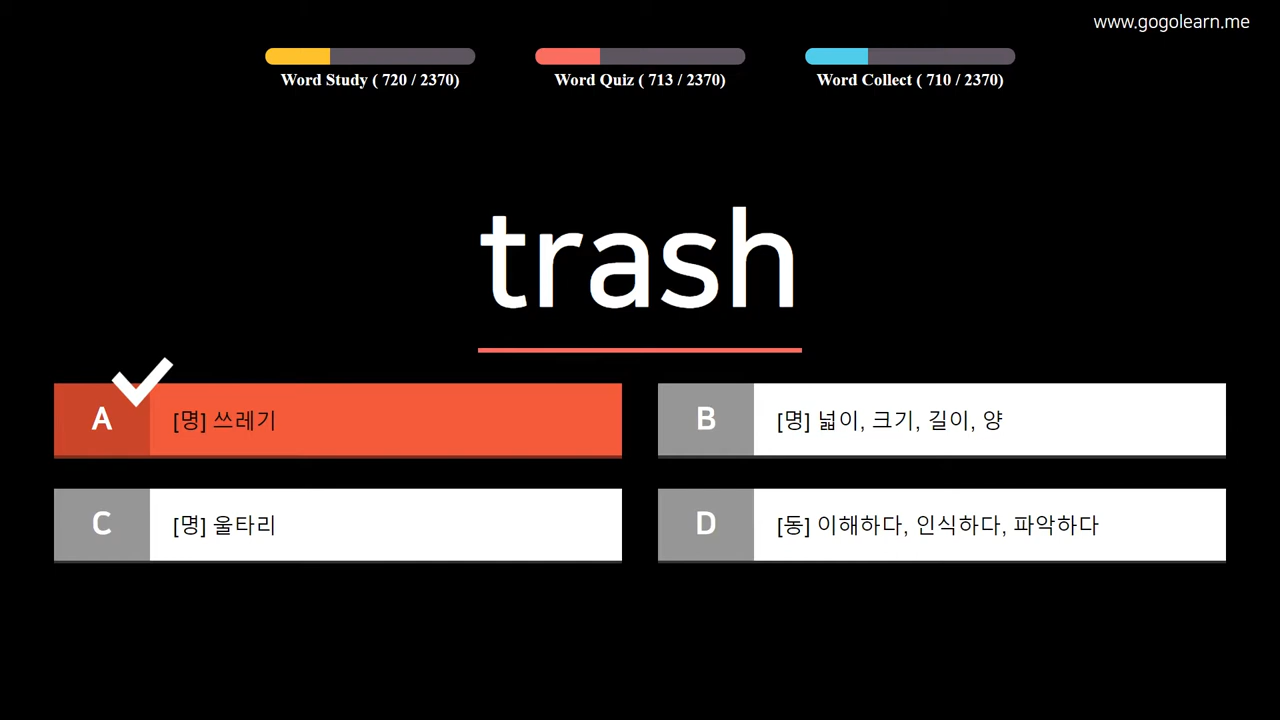 www.gogolearn.me
Word Study ( 720 / 2370)
Word Quiz ( 713 / 2370)
Word Collect ( 710 / 2370)
trash
A [명] 쓰레기
B [명] 넓이, 크기, 길이, 양
C [명] 울타리
D [동] 이해하다, 인식하다, 파악하다